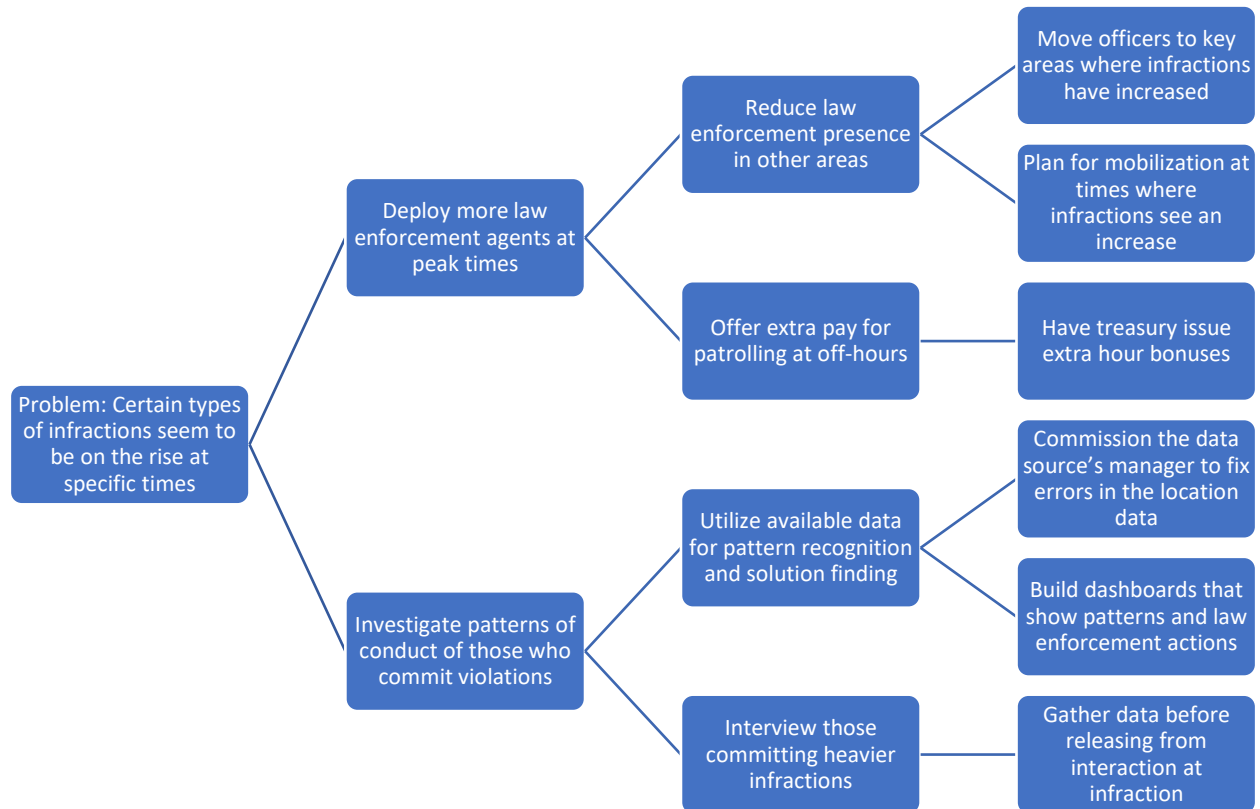 Problem: Certain types
of infractions seem to
be on the rise at
specific times
Deploy more law
enforcement agents at
peak times
Reduce law
enforcement presence
in other areas
Move officers to key
areas where infractions
have increased
Plan for mobilization at
times where
infractions see an
increase
Offer extra pay for
patrolling at off-hours
Have treasury issue
extra hour bonuses
Investigate patterns of
conduct of those who
commit violations
Utilize available data
for pattern recognition
and solution finding
Commission the data
source’s manager to fix
errors in the location
data
Build dashboards that
show patterns and law
enforcement actions
Interview those
committing heavier
infractions
Gather data before
releasing from
interaction at
infraction